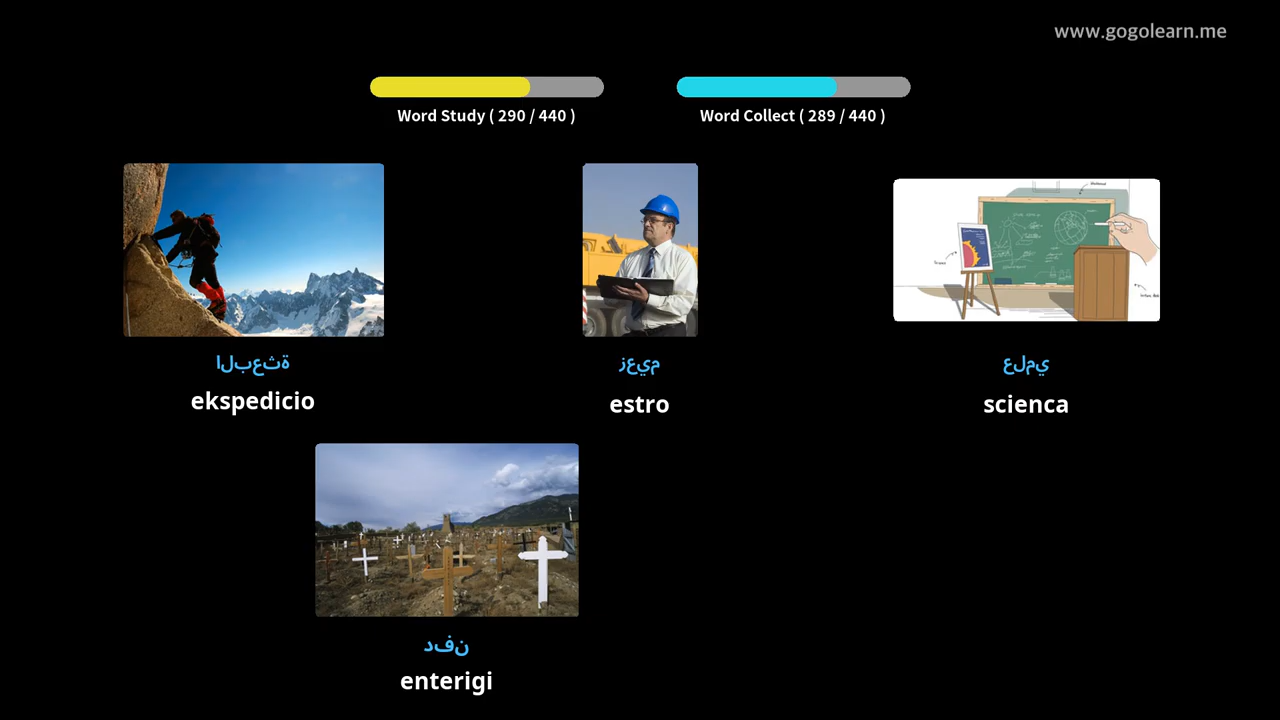 www.gogolearn.me
Word Study ( 290 / 440 )
Word Collect ( 289 / 440 )
البعثة
ekspedicio
زعيم
estro
علمي
scienca
دفن
enterigi